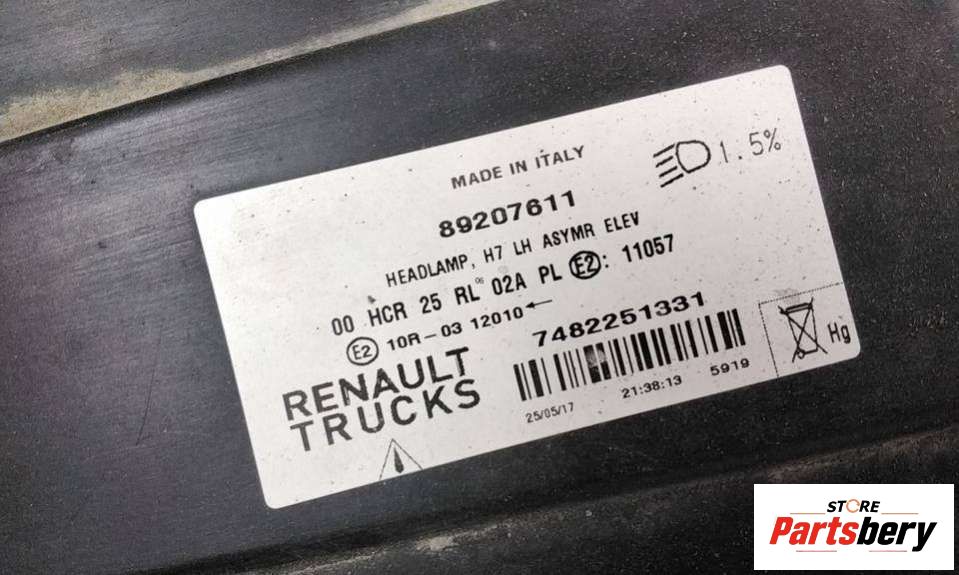 MADE IN ITALY
1.5%
89207611
HEADLAMP, H7 LH ASYMR ELEV
00 HCR 25 RL 02A PL E2: 11057
E2 10R-03 12010
7482251331
RENAULT
TRUCKS
25/05/17 21:38:13 5919
Hg
STORE
Partsbery